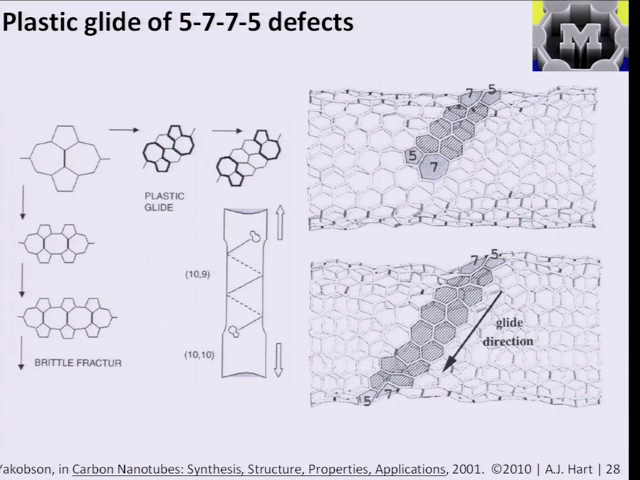 Plastic glide of 5-7-7-5 defects
M
7 5
5
7
PLASTIC
GLIDE
(10,9)
(10,10)
BRITTLE FRACTUR
7 5
glide
direction
5 7
Yakobson, in Carbon Nanotubes: Synthesis, Structure, Properties, Applications, 2001. ©2010 | A.J. Hart | 28